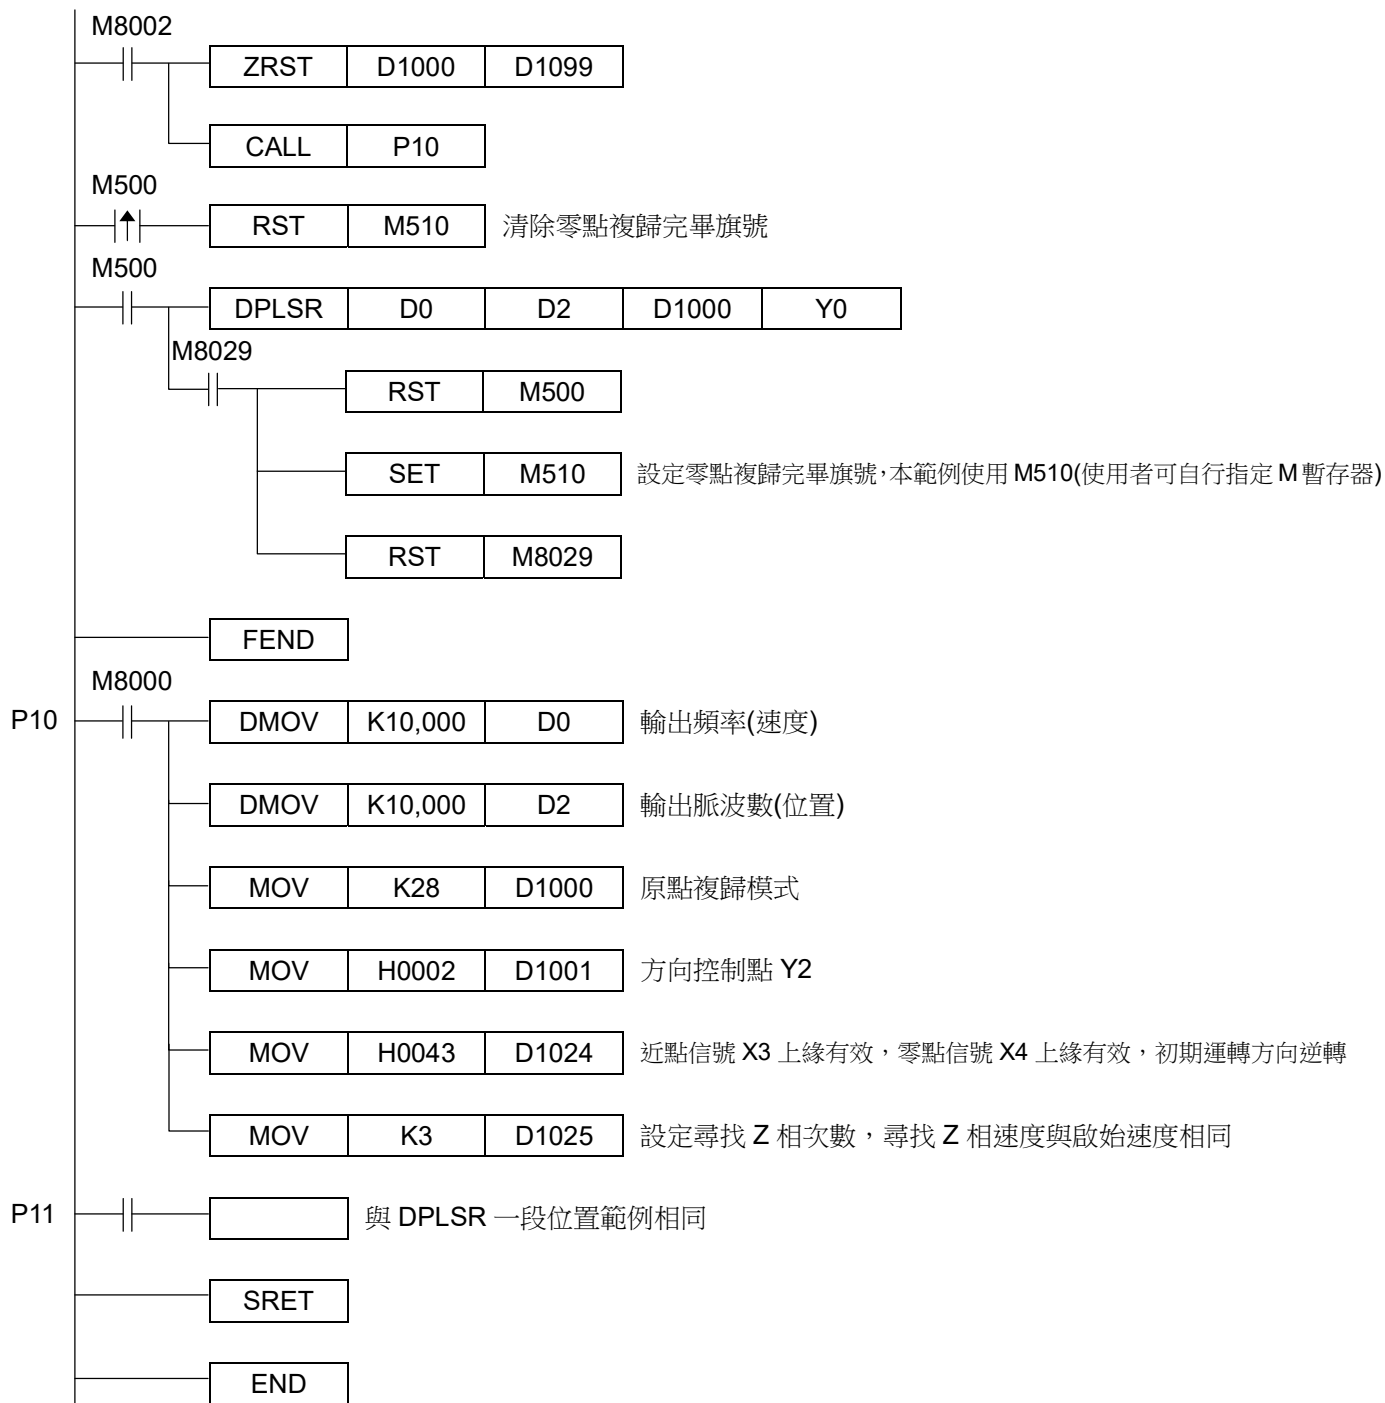 M8002
ZRST D1000 D1099
CALL P10
M500
RST M510 清除零點複歸完畢旗號
M500
DPLSR D0 D2 D1000 Y0
M8029
RST M500
SET M510 設定零點複歸完畢旗號,本範例使用 M510(使用者可自行指定 M 暫存器)
RST M8029
FEND
M8000
P10 DMOV K10,000 D0 輸出頻率(速度)
DMOV K10,000 D2 輸出脈波數(位置)
MOV K28 D1000 原點複歸模式
MOV H0002 D1001 方向控制點 Y2
MOV H0043 D1024 近點信號 X3 上緣有效，零點信號 X4 上緣有效，初期運轉方向逆轉
MOV K3 D1025 設定尋找 Z 相次數，尋找 Z 相速度與啟始速度相同
P11 與 DPLSR 一段位置範例相同
SRET
END